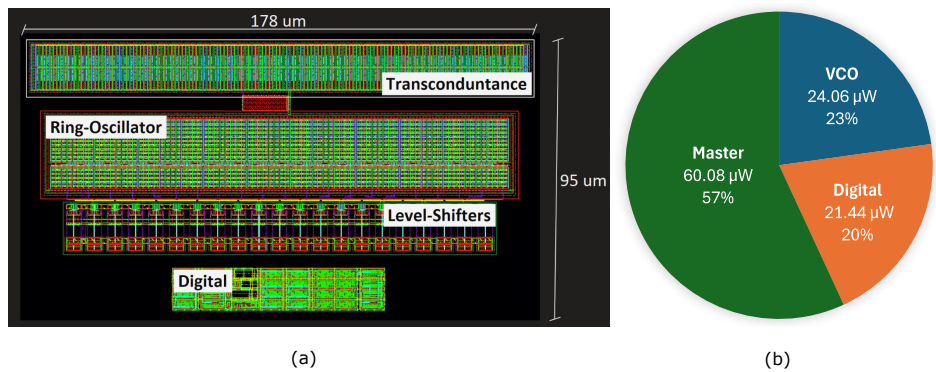 178 um
Transconduntance
Ring-Oscillator
95 um
Level-Shifters
Digital
(a)
VCO
24.06 µW
23%
Master
60.08 µW
57%
Digital
21.44 µW
20%
(b)